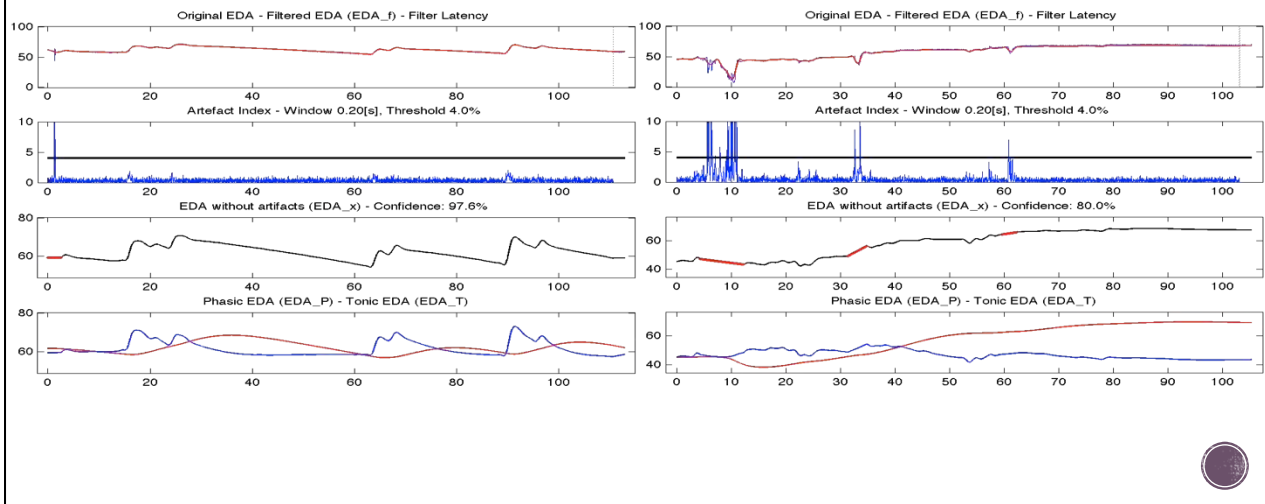 Original EDA - Filtered EDA (EDA_f) - Filter Latency
100
50
0
0 20 40 60 80 100
Artefact Index - Window 0.20[s], Threshold 4.0%
10
5
0
0 20 40 60 80 100
EDA without artifacts (EDA_x) - Confidence: 97.6%
80
60
0 20 40 60 80 100
Phasic EDA (EDA_P) - Tonic EDA (EDA_T)
80
60
0 20 40 60 80 100
Original EDA - Filtered EDA (EDA_f) - Filter Latency
100
50
0
0 10 20 30 40 50 60 70 80 90 100
Artefact Index - Window 0.20[s], Threshold 4.0%
10
5
0
0 10 20 30 40 50 60 70 80 90 100
EDA without artifacts (EDA_x) - Confidence: 80.0%
60
40
0 10 20 30 40 50 60 70 80 90 100
Phasic EDA (EDA_P) - Tonic EDA (EDA_T)
60
40
0 10 20 30 40 50 60 70 80 90 100